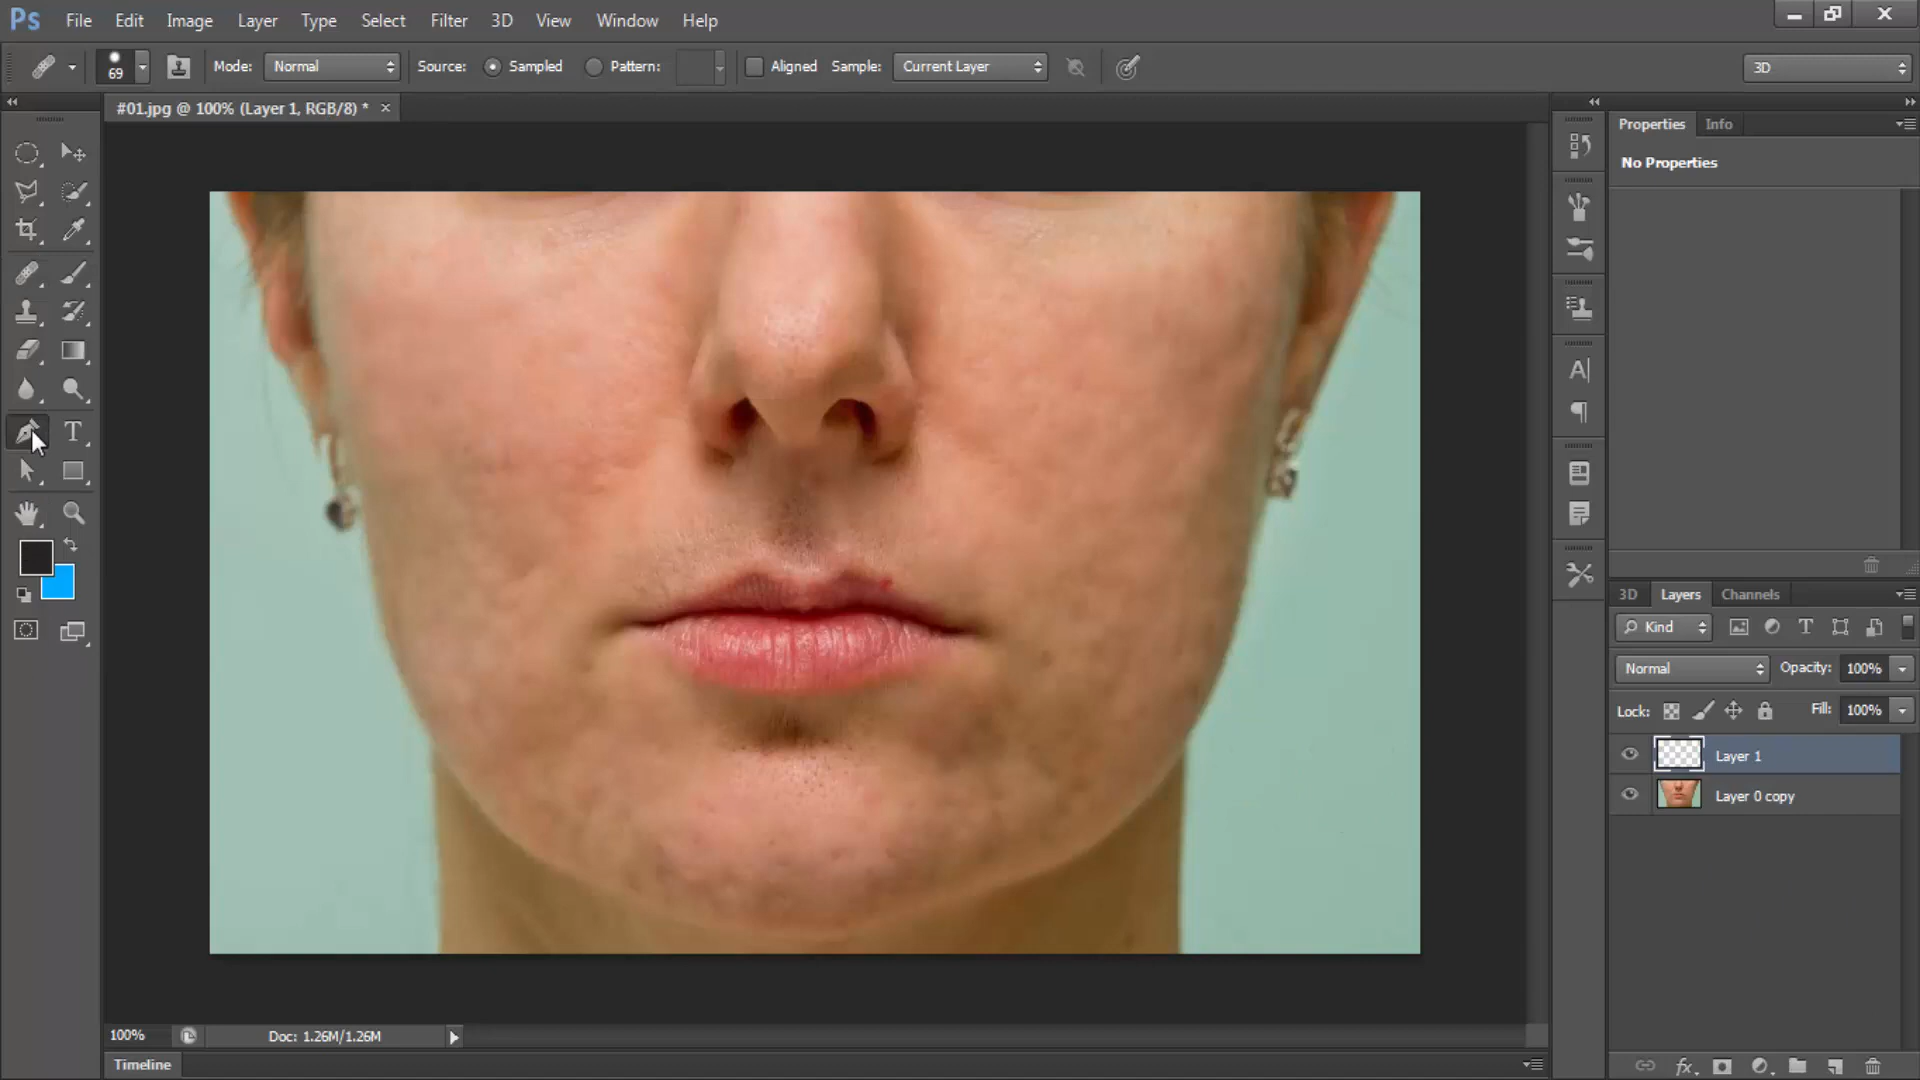 Ps File Edit Image Layer Type Select Filter 3D View Window Help
69 Mode: Normal Source: Sampled Pattern: Aligned Sample: Current Layer 3D
#01.jpg @ 100% (Layer 1, RGB/8) * ×
Properties Info
No Properties
T
A|
3D Layers Channels
Kind T
Normal Opacity: 100%
Lock: Fill: 100%
Layer 1
Layer 0 copy
100% Doc: 1.26M/1.26M
Timeline
fx